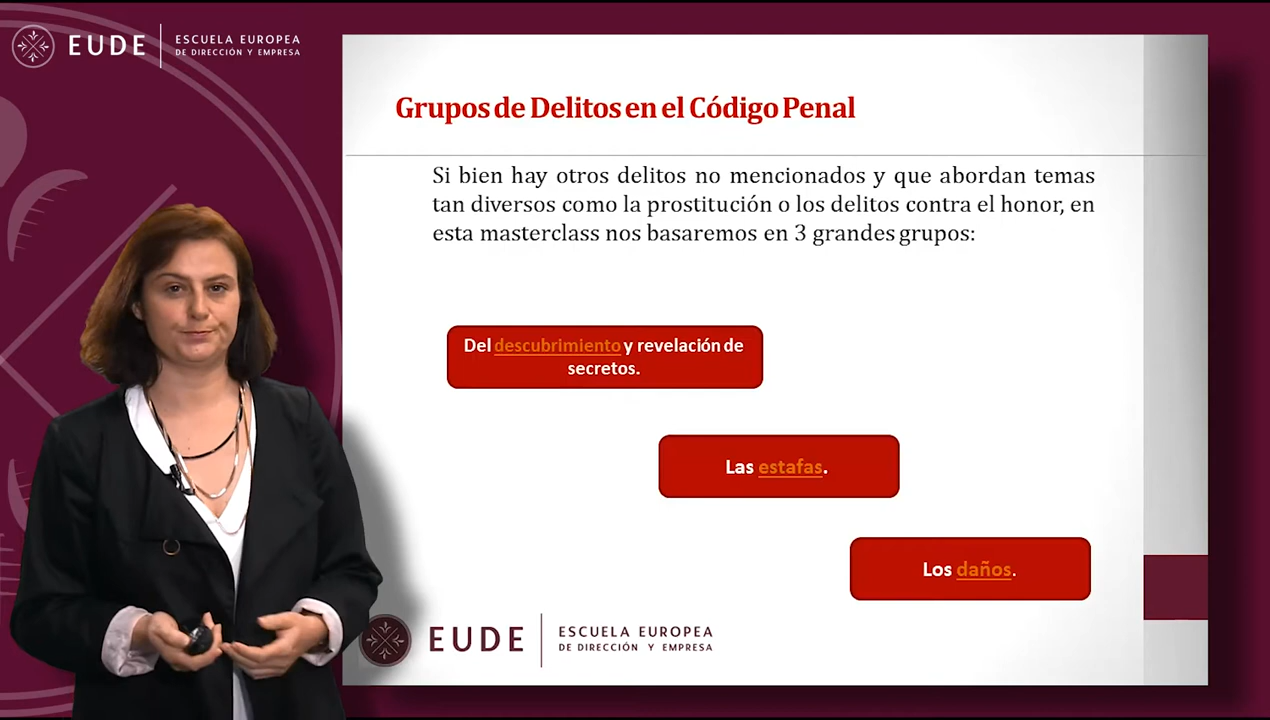 EUDE
ESCUELA EUROPEA
DE DIRECCIÓN Y EMPRESA
Grupos de Delitos en el Código Penal
Si bien hay otros delitos no mencionados y que abordan temas
tan diversos como la prostitución o los delitos contra el honor, en
esta masterclass nos basaremos en 3 grandes grupos:
Del descubrimiento y revelación de
secretos.
Las estafas.
Los daños.
EUDE
ESCUELA EUROPEA
DE DIRECCIÓN Y EMPRESA